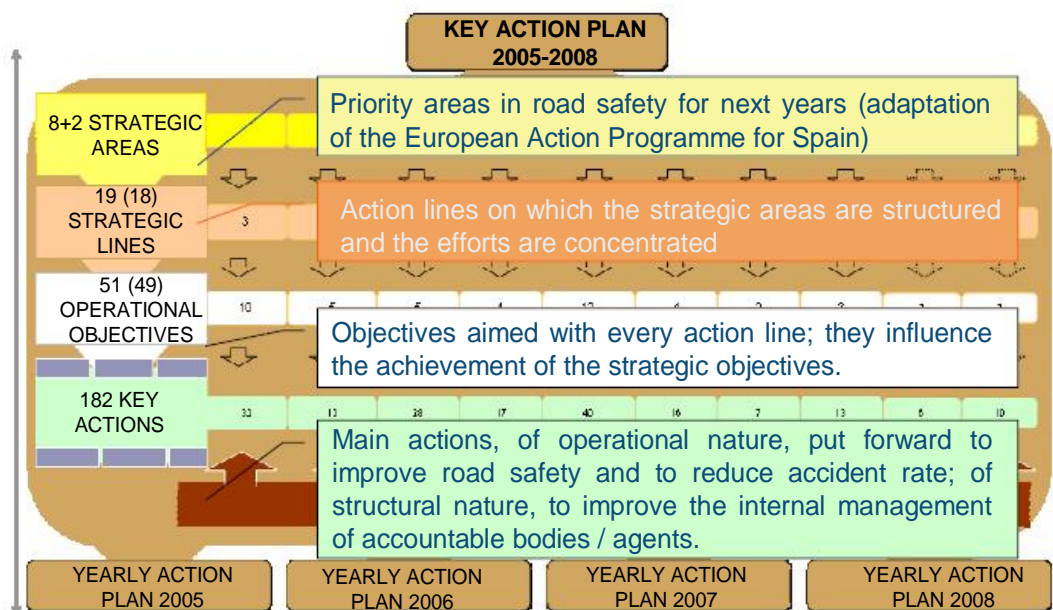 KEY ACTION PLAN
2005-2008
8+2 STRATEGIC
AREAS
Priority areas in road safety for next years (adaptation
of the European Action Programme for Spain)
19 (18)
STRATEGIC
LINES
3
Action lines on which the strategic areas are structured
and the efforts are concentrated
51 (49)
OPERATIONAL
OBJECTIVES
10
Objectives aimed with every action line; they influence
the achievement of the strategic objectives.
182 KEY
ACTIONS
13 28 17 40 16 7 13 10
Main actions, of operational nature, put forward to
improve road safety and to reduce accident rate; of
structural nature, to improve the internal management
of accountable bodies / agents.
YEARLY ACTION
PLAN 2005
YEARLY ACTION
PLAN 2006
YEARLY ACTION
PLAN 2007
YEARLY ACTION
PLAN 2008